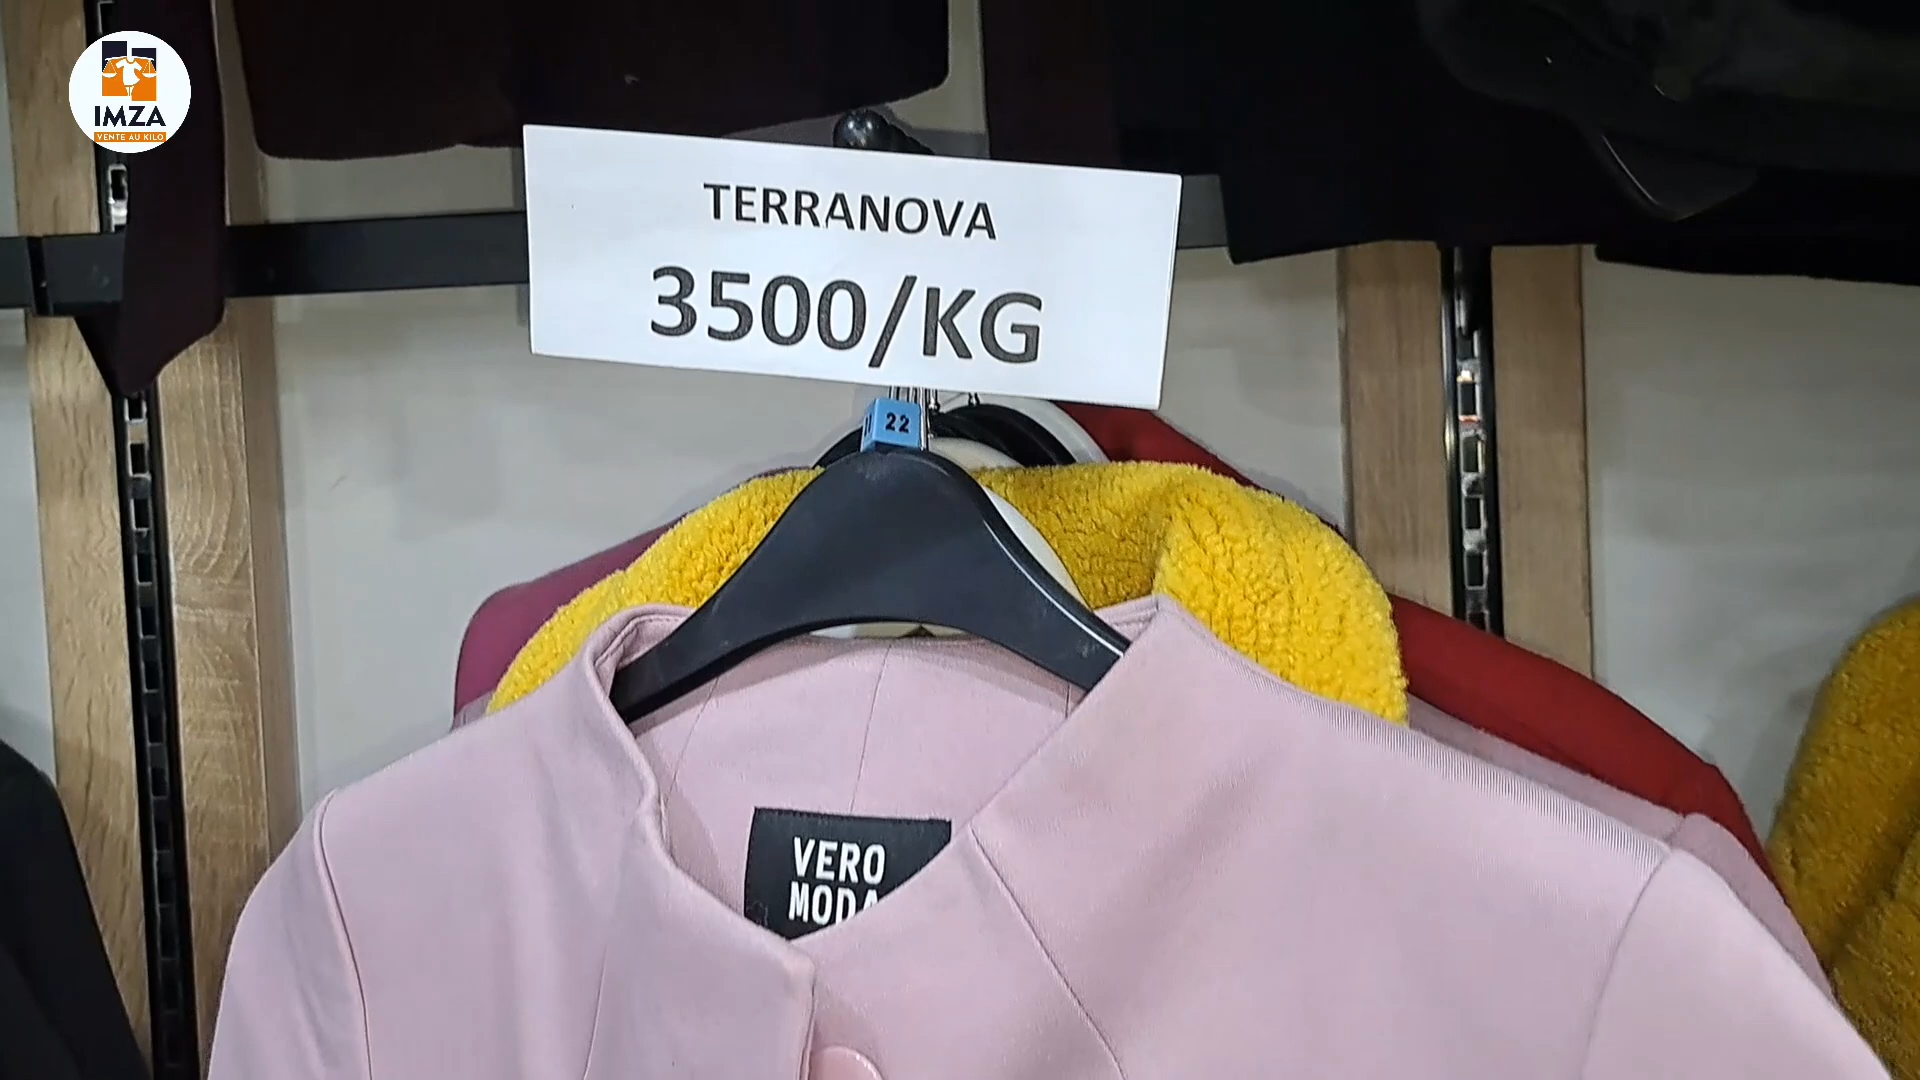 IMZA
VENTE AU KILO
TERRANOVA
3500/KG
22
VERO
MODA